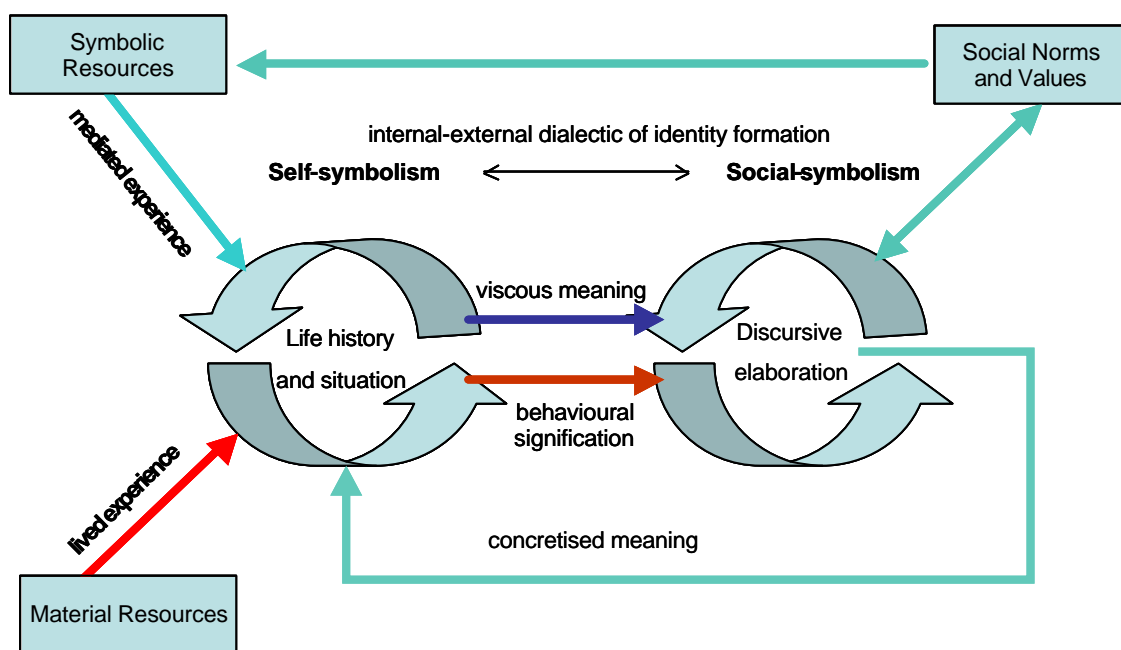 Symbolic
Resources
Social Norms
and Values
mediated experience
internal-external dialectic of identity formation
Self-symbolism
Social-symbolism
viscous meaning
Life history
and situation
Discursive
elaboration
behavioural
signification
lived experience
concretised meaning
Material Resources